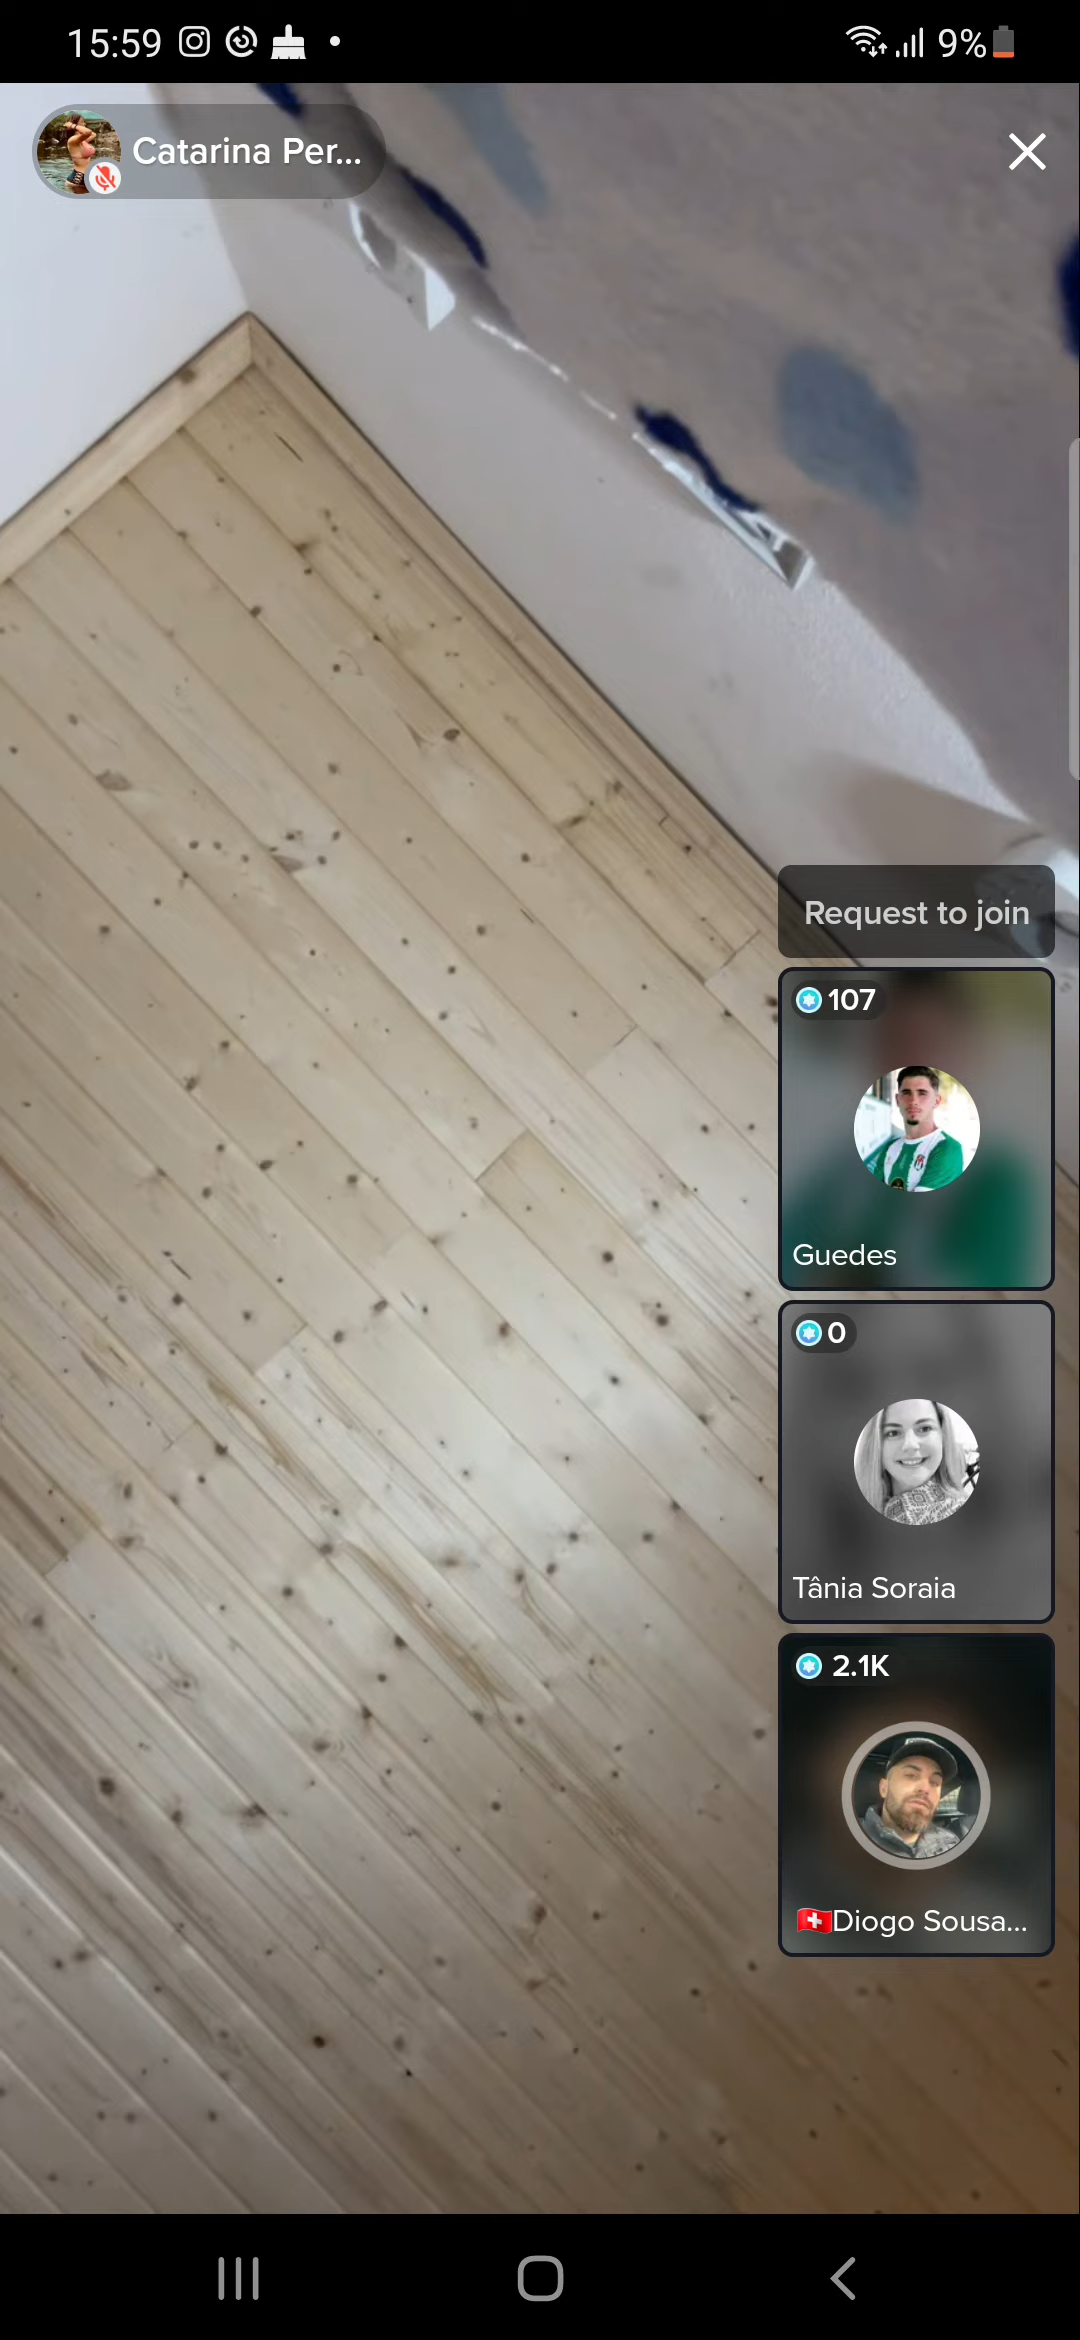 15:59
9%
Catarina Per...
Request to join
107
Guedes
0
Tânia Soraia
2.1K
🇨🇭Diogo Sousa...